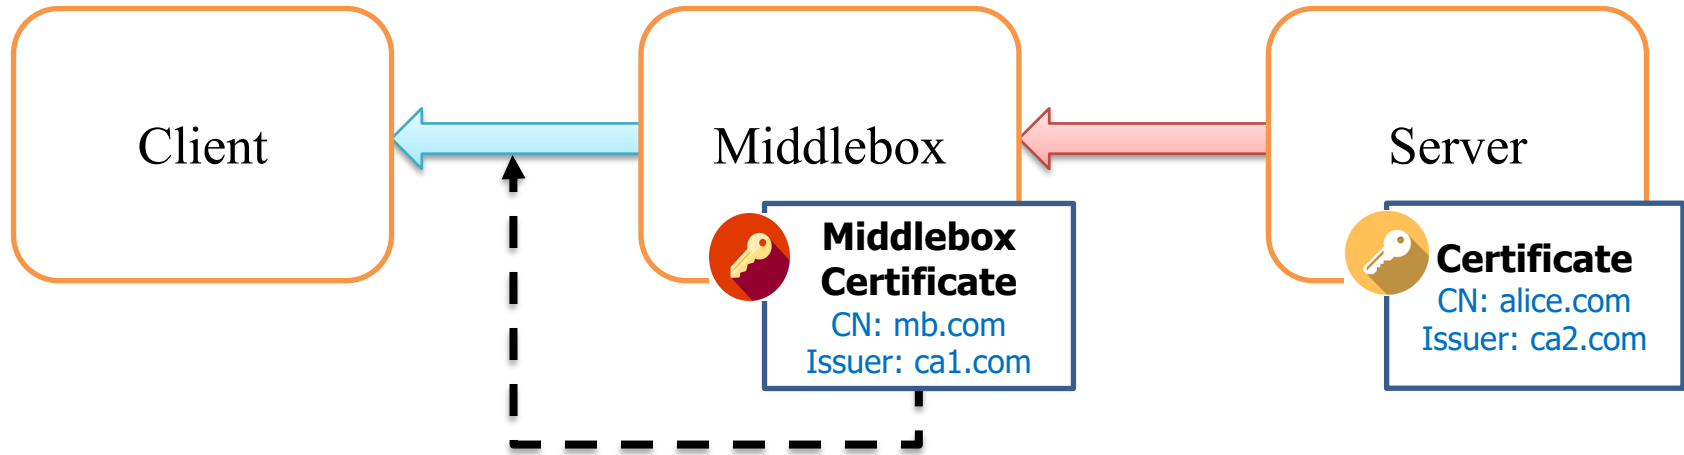 Client
Middlebox
Server
Middlebox
Certificate
CN: mb.com
Issuer: ca1.com
Certificate
CN: alice.com
Issuer: ca2.com